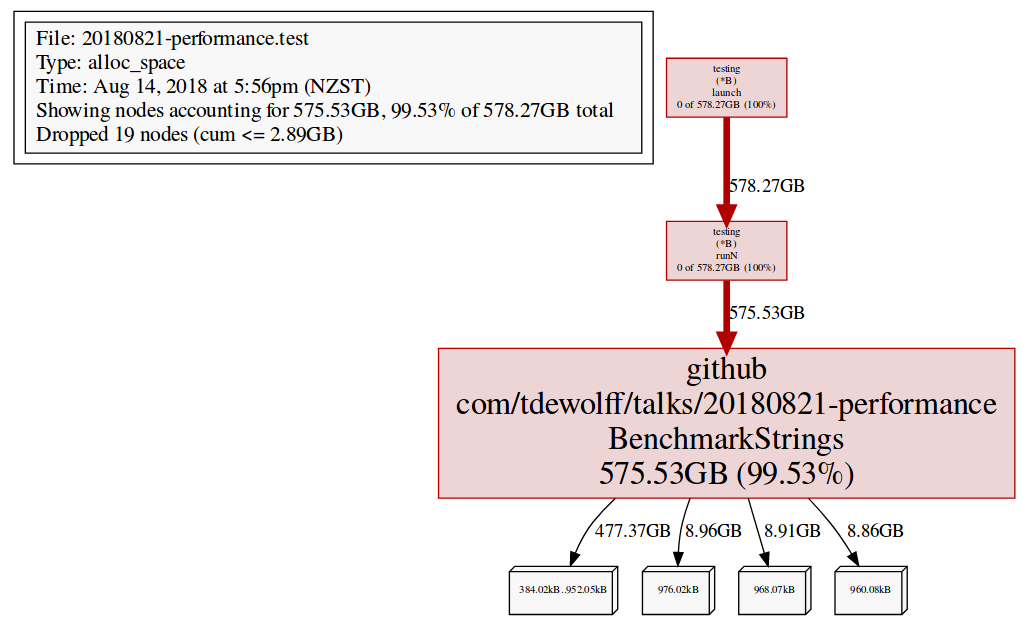 File: 20180821-performance.test
Type: alloc_space
Time: Aug 14, 2018 at 5:56pm (NZST)
Showing nodes accounting for 575.53GB, 99.53% of 578.27GB total
Dropped 19 nodes (cum <= 2.89GB)
testing
(*B)
launch
0 of 578.27GB (100%)
578.27GB
testing
(*B)
runN
0 of 578.27GB (100%)
575.53GB
github
com/tdewolff/talks/20180821-performance
BenchmarkStrings
575.53GB (99.53%)
477.37GB
8.96GB
8.91GB
8.86GB
384.02kB..952.05kB
976.02kB
968.07kB
960.08kB